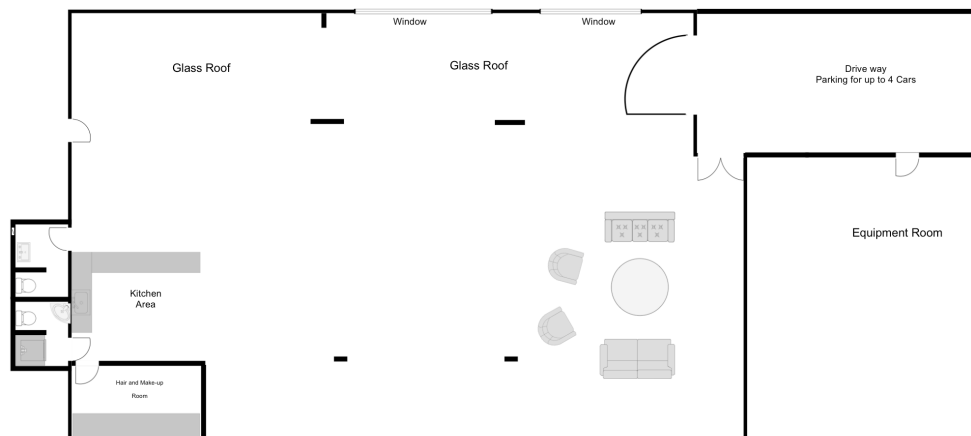 Window
Window
Glass Roof
Glass Roof
Drive way
Parking for up to 4 Cars
Equipment Room
Kitchen
Area
Hair and Make-up
Room